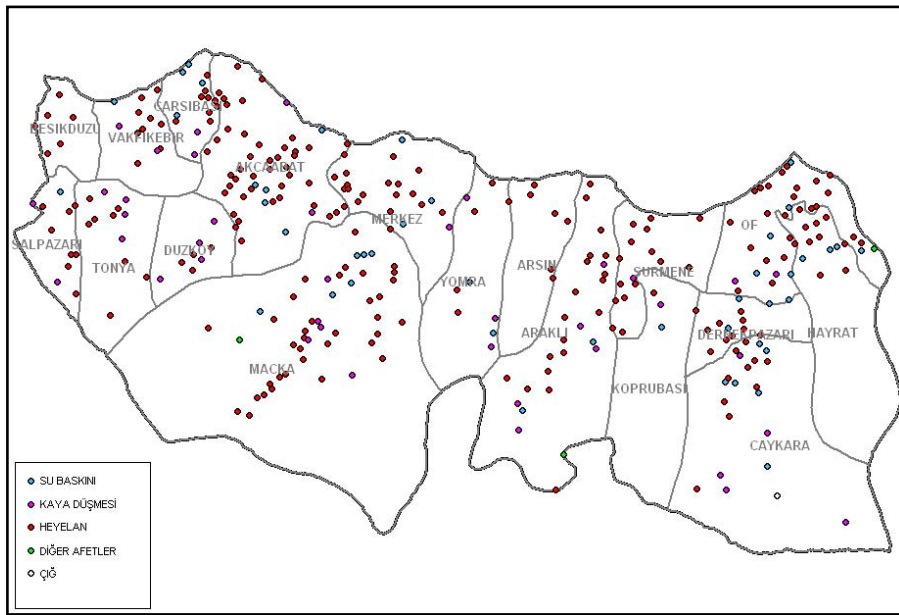 ÇARSIBASI
BESIKDUZU
VAKFIKEBIR
AKCAABAT
MERKEZ
OF
SALPAZARI
DUZKOY
TONYA
ARSIN
SURMENE
YOMRA
ARAKLI
DERNEKPAZARI
HAYRAT
MACKA
KOPRUBASI
CAYKARA
SU BASKINI
KAYA DÜŞMESİ
HEYELAN
DİĞER AFETLER
ÇIĞ